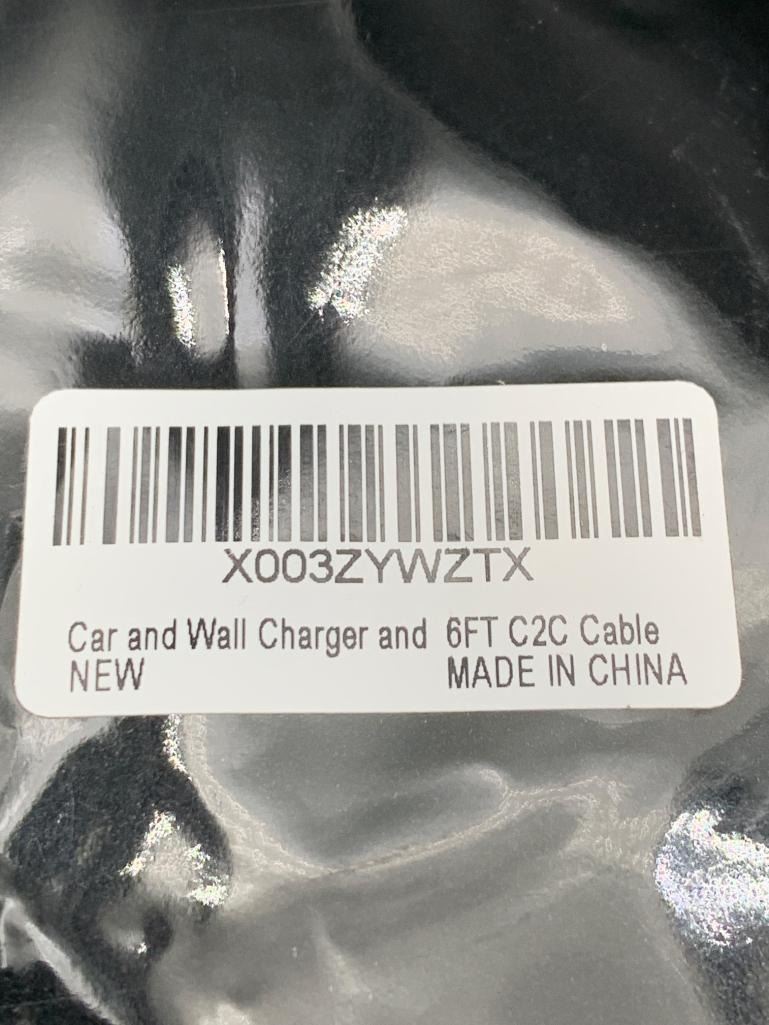 X003ZYWZTX
Car and Wall Charger and 6FT C2C Cable
NEW MADE IN CHINA